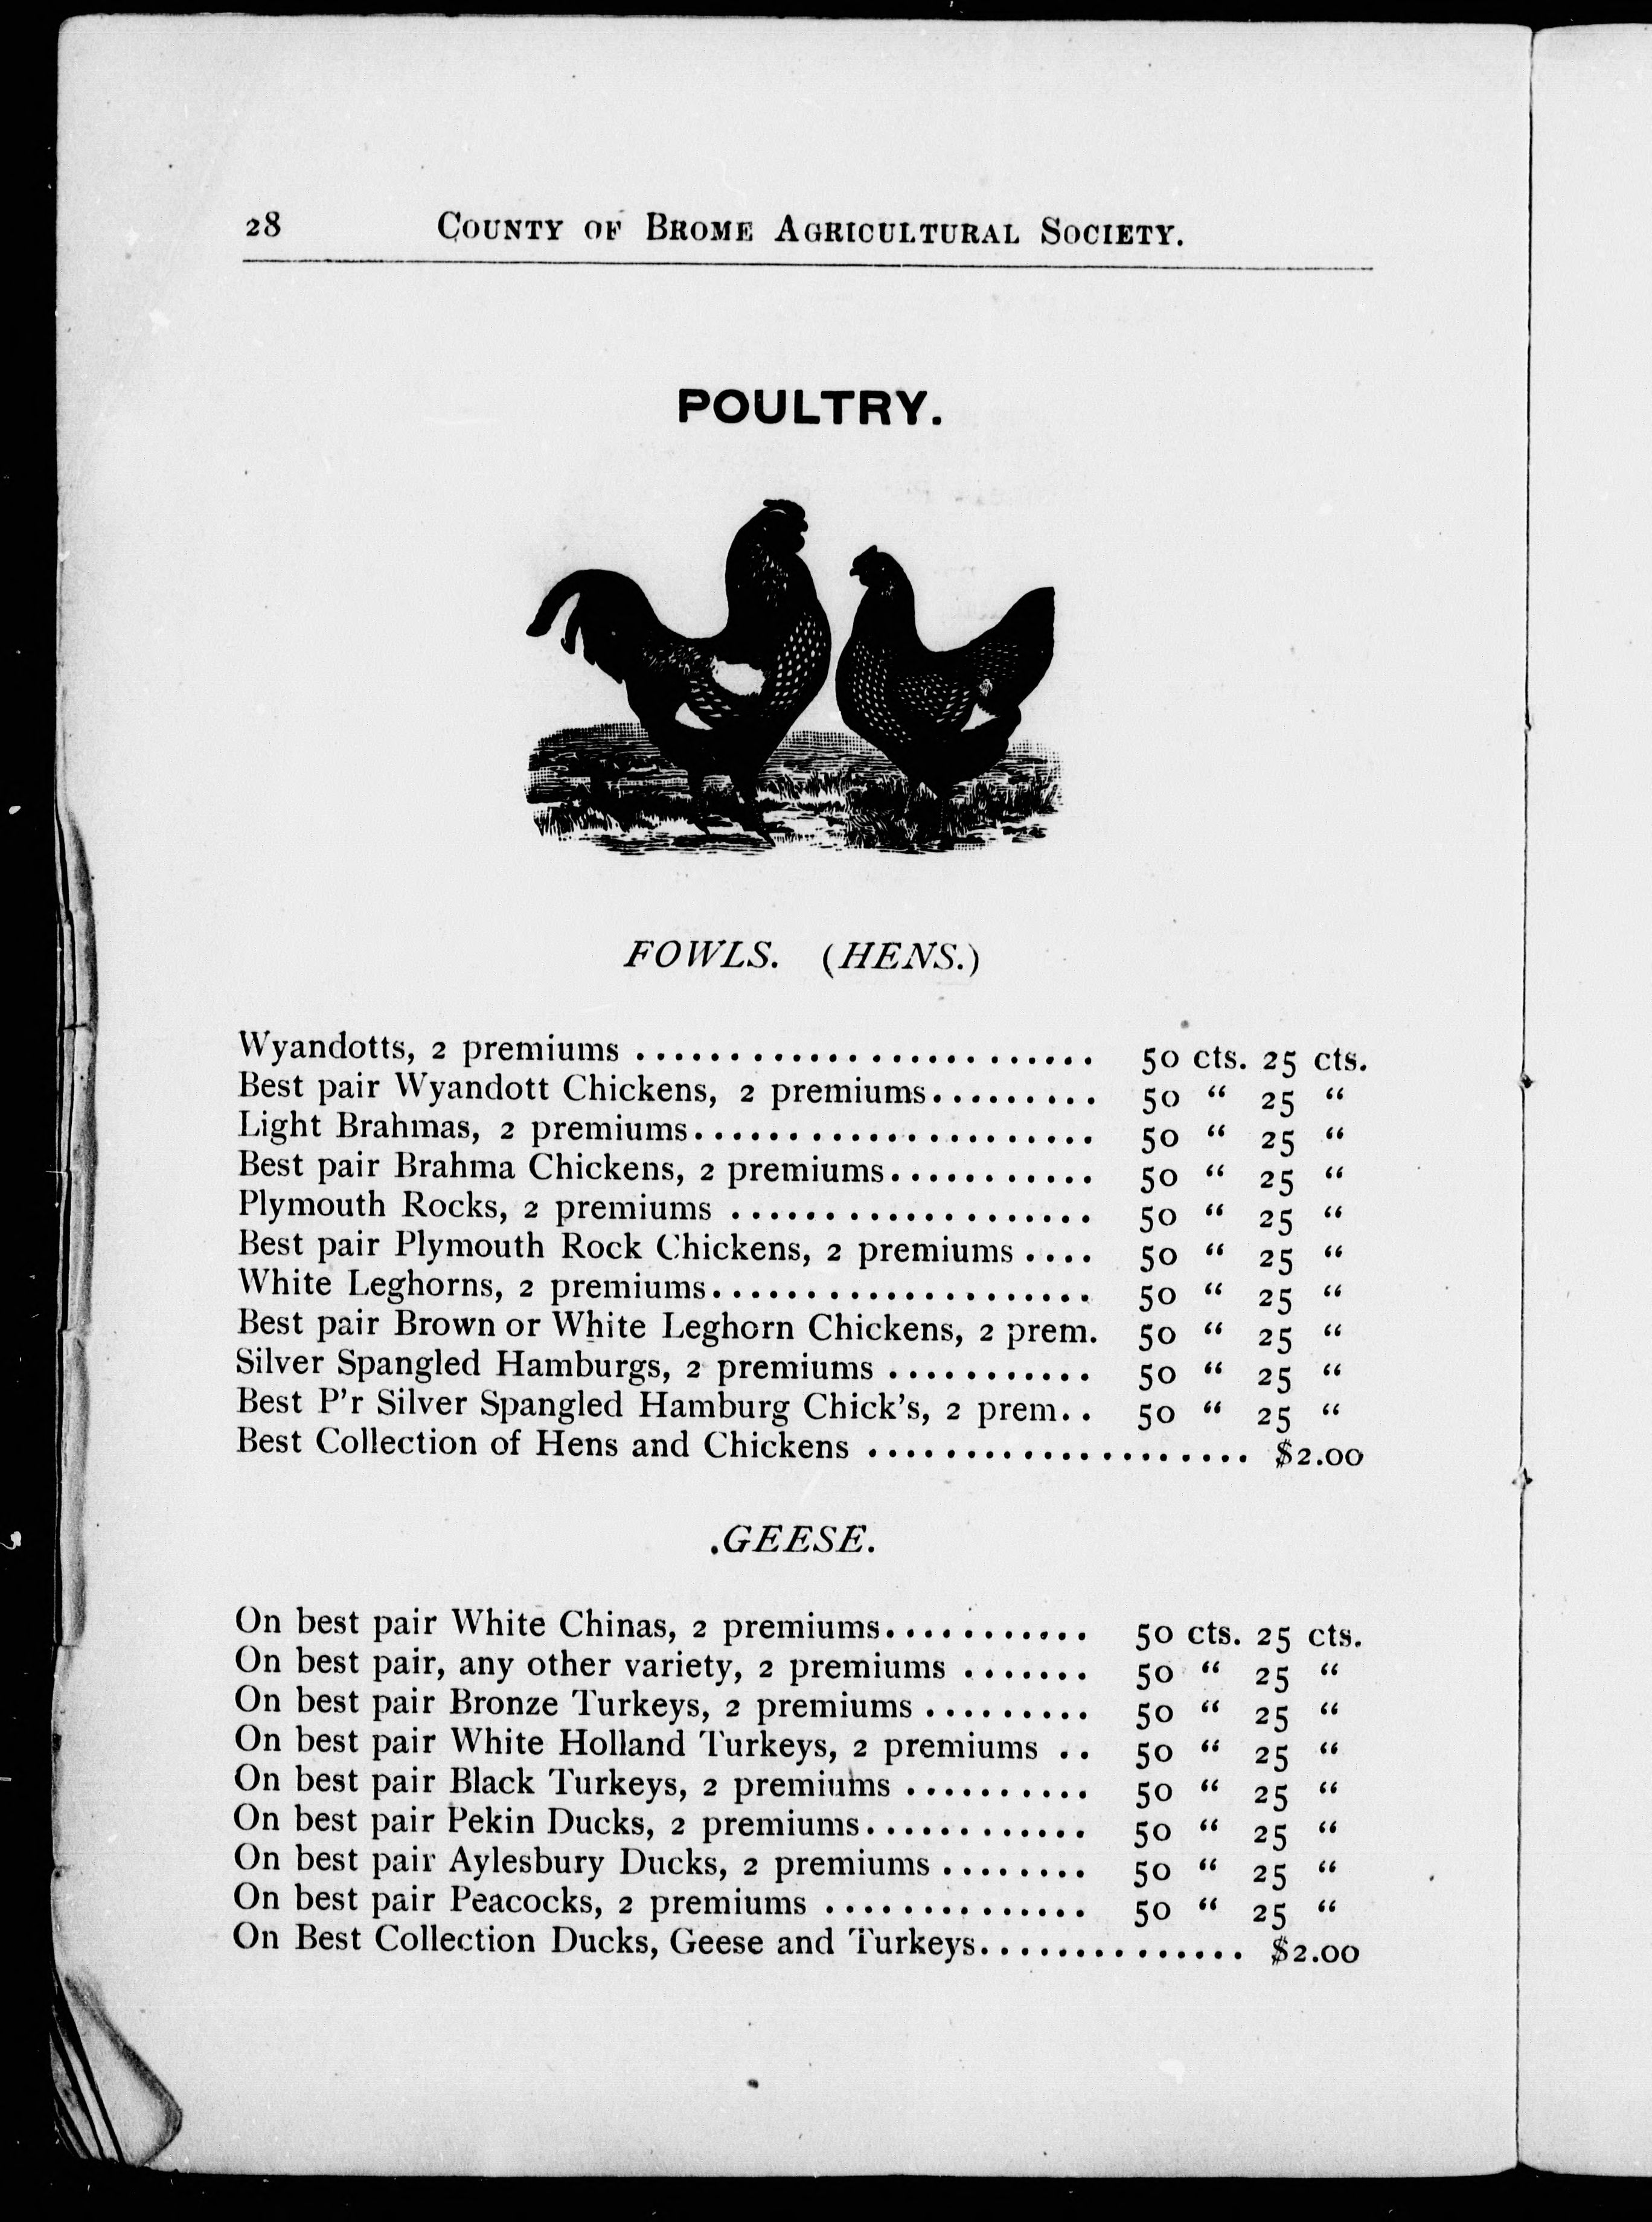 28 COUNTY OF BROME AGRICULTURAL SOCIETY.
POULTRY.
FOWLS. (HENS.)
Wyandotts, 2 premiums ......................... 50 cts. 25 cts.
Best pair Wyandott Chickens, 2 premiums......... 50 “ 25 “
Light Brahmas, 2 premiums...................... 50 “ 25 “
Best pair Brahma Chickens, 2 premiums........... 50 “ 25 “
Plymouth Rocks, 2 premiums .................... 50 “ 25 “
Best pair Plymouth Rock Chickens, 2 premiums .... 50 “ 25 “
White Leghorns, 2 premiums..................... 50 “ 25 “
Best pair Brown or White Leghorn Chickens, 2 prem. 50 “ 25 “
Silver Spangled Hamburgs, 2 premiums ........... 50 “ 25 “
Best P’r Silver Spangled Hamburg Chick’s, 2 prem.. 50 “ 25 “
Best Collection of Hens and Chickens .................... $2.00
.GEESE.
On best pair White Chinas, 2 premiums........... 50 cts. 25 cts.
On best pair, any other variety, 2 premiums ....... 50 “ 25 “
On best pair Bronze Turkeys, 2 premiums ......... 50 “ 25 “
On best pair White Holland Turkeys, 2 premiums .. 50 “ 25 “
On best pair Black Turkeys, 2 premiums .......... 50 “ 25 “
On best pair Pekin Ducks, 2 premiums............ 50 “ 25 “
On best pair Aylesbury Ducks, 2 premiums ........ 50 “ 25 “
On best pair Peacocks, 2 premiums .............. 50 “ 25 “
On Best Collection Ducks, Geese and Turkeys.............. $2.00